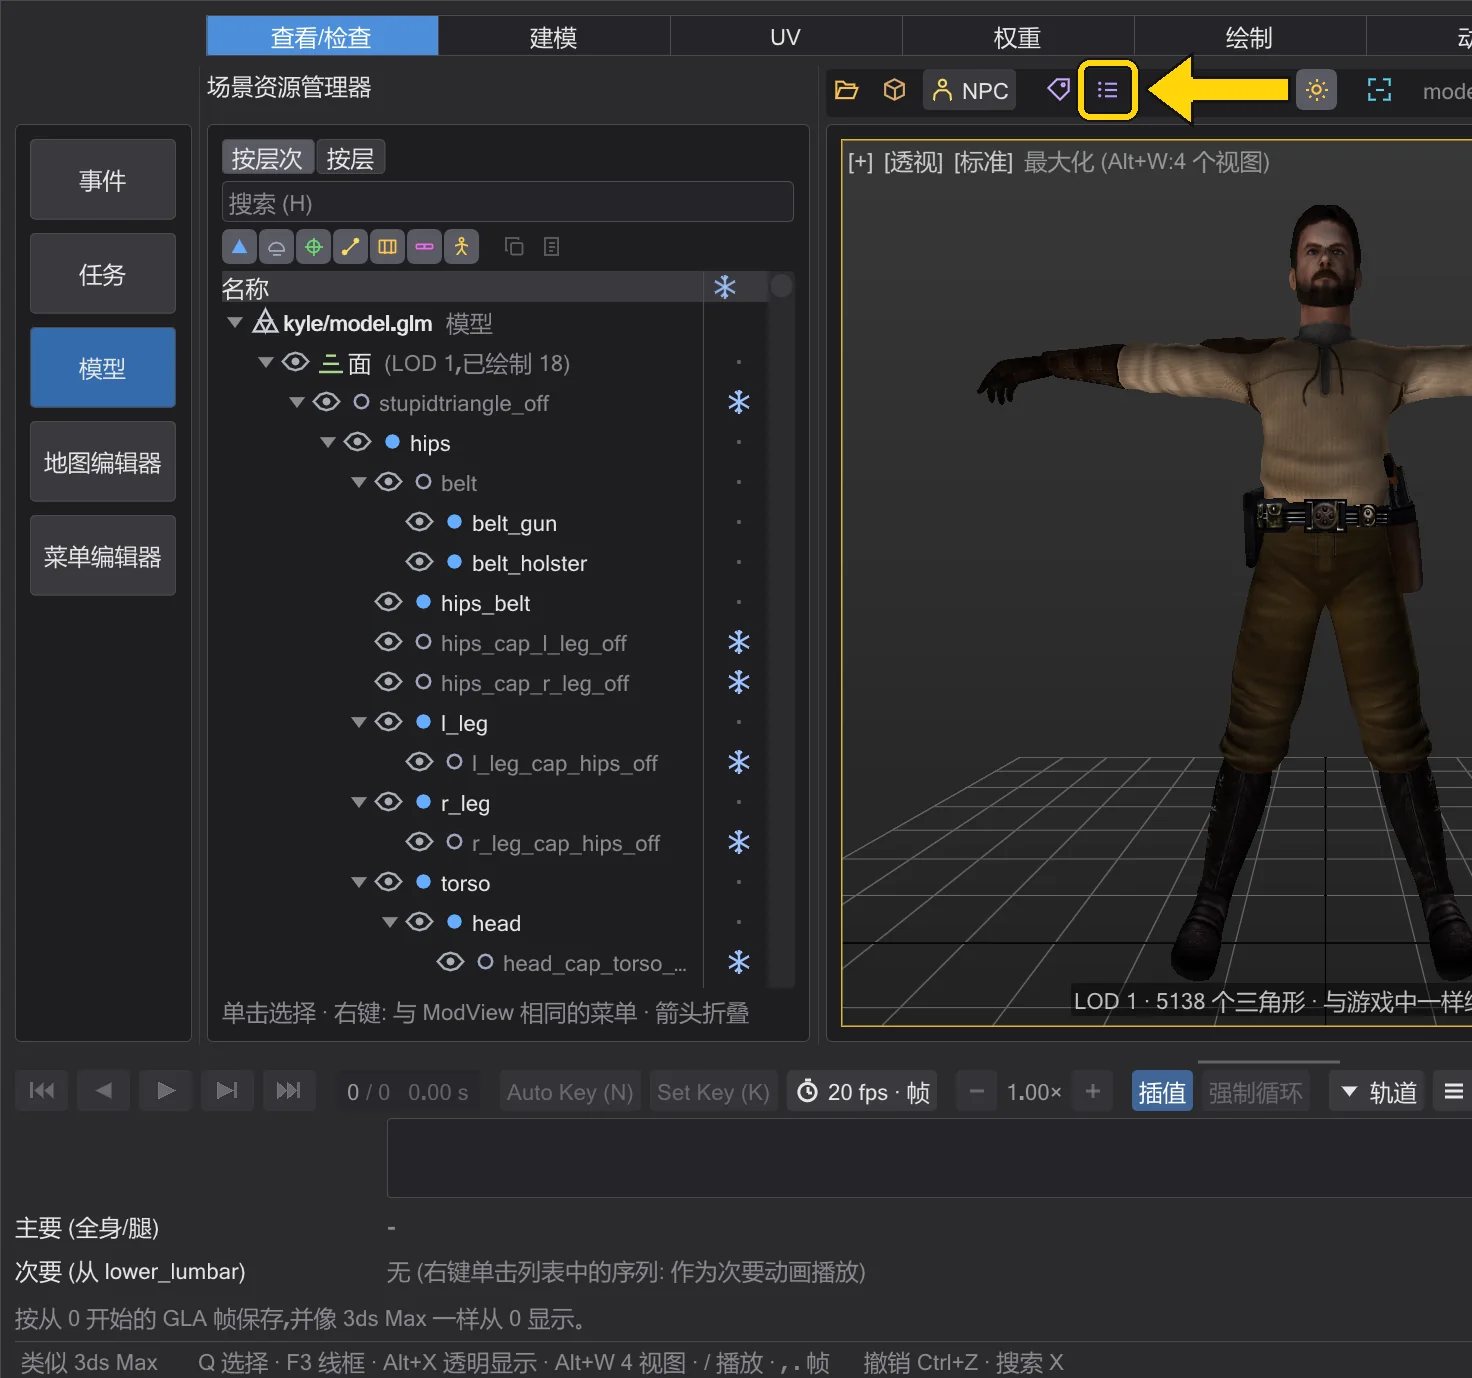 查看/检查
建模
UV
权重
绘制
场景资源管理器
NPC
事件
任务
模型
地图编辑器
菜单编辑器
按层次
按层
搜索 (H)
名称
kyle/model.glm 模型
面 (LOD 1,已绘制 18)
stupidtriangle_off
hips
belt
belt_gun
belt_holster
hips_belt
hips_cap_l_leg_off
hips_cap_r_leg_off
l_leg
l_leg_cap_hips_off
r_leg
r_leg_cap_hips_off
torso
head
head_cap_torso_...
单击选择 · 右键: 与 ModView 相同的菜单 · 箭头折叠
[+] [透视] [标准] 最大化 (Alt+W:4 个视图)
LOD 1 · 5138 个三角形 · 与游戏中一样
0 / 0 0.00 s
Auto Key (N)
Set Key (K)
20 fps · 帧
− 1.00× +
插值
强制循环
轨道
主要 (全身/腿) -
次要 (从 lower_lumbar) 无 (右键单击列表中的序列: 作为次要动画播放)
按从 0 开始的 GLA 帧保存,并像 3ds Max 一样从 0 显示。
类似 3ds Max Q 选择 · F3 线框 · Alt+X 透明显示 · Alt+W 4 视图 · / 播放 · , . 帧 撤销 Ctrl+Z · 搜索 X